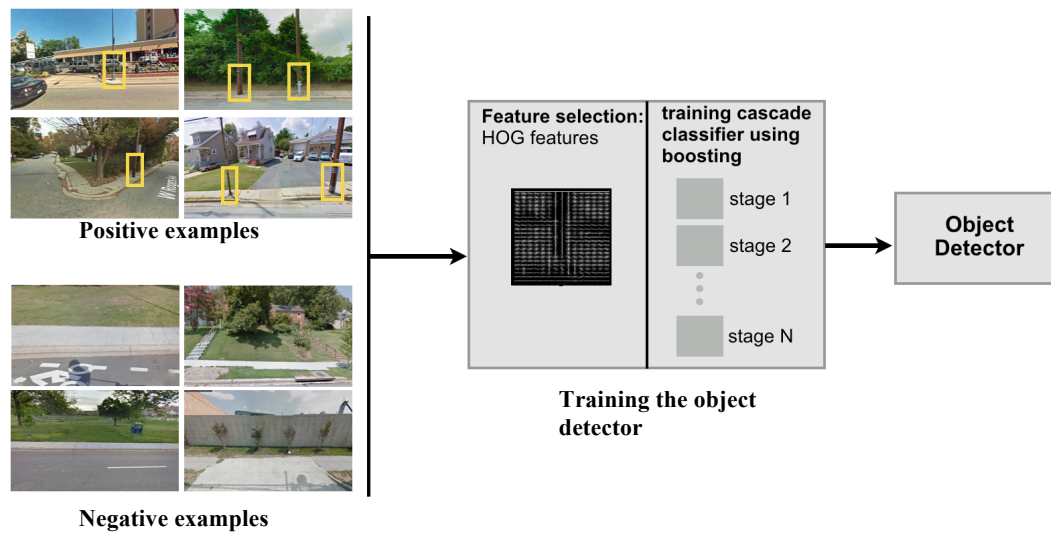 Positive examples
Negative examples
Feature selection:
HOG features
training cascade
classifier using
boosting
stage 1
stage 2
stage N
Training the object
detector
Object
Detector